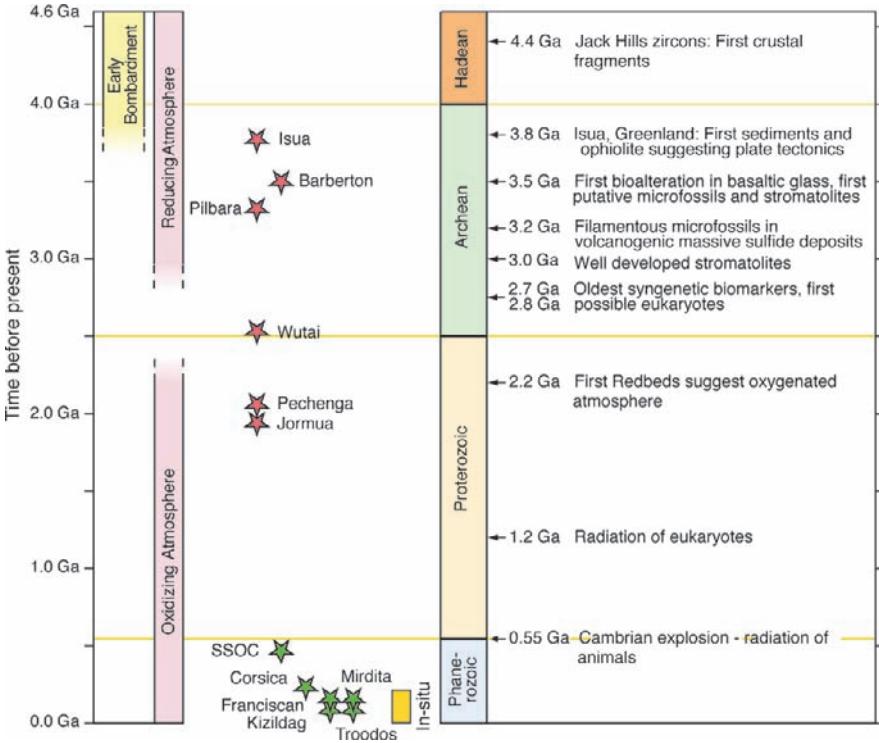 Time before present
4.6 Ga
4.0 Ga
3.0 Ga
2.0 Ga
1.0 Ga
0.0 Ga
Early
Bombardment
Reducing Atmosphere
Oxidizing Atmosphere
Isua
Barberton
Pilbara
Wutai
Pechenga
Jormua
SSOC
Corsica
Mirdita
Franciscan
Kizildag
Troodos
In-situ
Hadean
Archean
Proterozoic
Phane-
rozoic
4.4 Ga Jack Hills zircons: First crustal
fragments
3.8 Ga Isua, Greenland: First sediments and
ophiolite suggesting plate tectonics
3.5 Ga First bioalteration in basaltic glass, first
putative microfossils and stromatolites
3.2 Ga Filamentous microfossils in
volcanogenic massive sulfide deposits
3.0 Ga Well developed stromatolites
2.7 Ga Oldest syngenetic biomarkers, first
2.8 Ga possible eukaryotes
2.2 Ga First Redbeds suggest oxygenated
atmosphere
1.2 Ga Radiation of eukaryotes
0.55 Ga Cambrian explosion - radiation of
animals